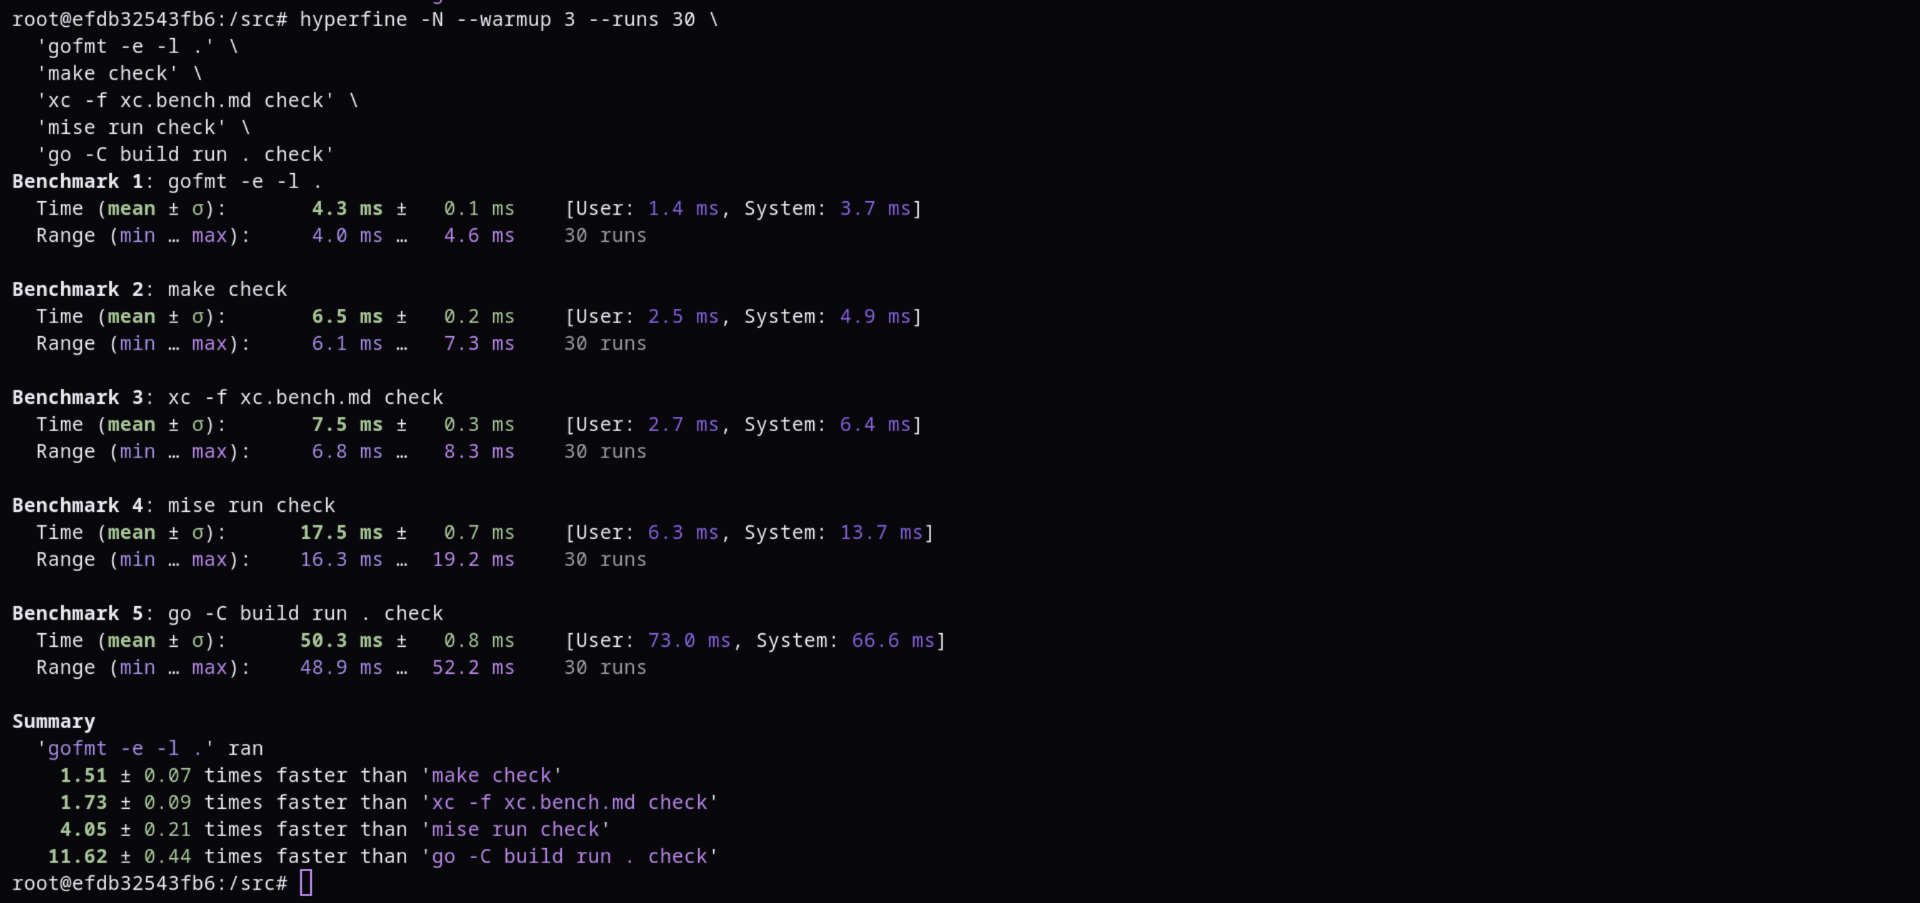 root@efdb32543fb6:/src# hyperfine -N --warmup 3 --runs 30 \
  'gofmt -e -l .' \
  'make check' \
  'xc -f xc.bench.md check' \
  'mise run check' \
  'go -C build run . check'
Benchmark 1: gofmt -e -l .
  Time (mean ± σ):       4.3 ms ±   0.1 ms    [User: 1.4 ms, System: 3.7 ms]
  Range (min … max):     4.0 ms …   4.6 ms    30 runs

Benchmark 2: make check
  Time (mean ± σ):       6.5 ms ±   0.2 ms    [User: 2.5 ms, System: 4.9 ms]
  Range (min … max):     6.1 ms …   7.3 ms    30 runs

Benchmark 3: xc -f xc.bench.md check
  Time (mean ± σ):       7.5 ms ±   0.3 ms    [User: 2.7 ms, System: 6.4 ms]
  Range (min … max):     6.8 ms …   8.3 ms    30 runs

Benchmark 4: mise run check
  Time (mean ± σ):      17.5 ms ±   0.7 ms    [User: 6.3 ms, System: 13.7 ms]
  Range (min … max):    16.3 ms …  19.2 ms    30 runs

Benchmark 5: go -C build run . check
  Time (mean ± σ):      50.3 ms ±   0.8 ms    [User: 73.0 ms, System: 66.6 ms]
  Range (min … max):    48.9 ms …  52.2 ms    30 runs

Summary
  'gofmt -e -l .' ran
    1.51 ± 0.07 times faster than 'make check'
    1.73 ± 0.09 times faster than 'xc -f xc.bench.md check'
    4.05 ± 0.21 times faster than 'mise run check'
   11.62 ± 0.44 times faster than 'go -C build run . check'
root@efdb32543fb6:/src#